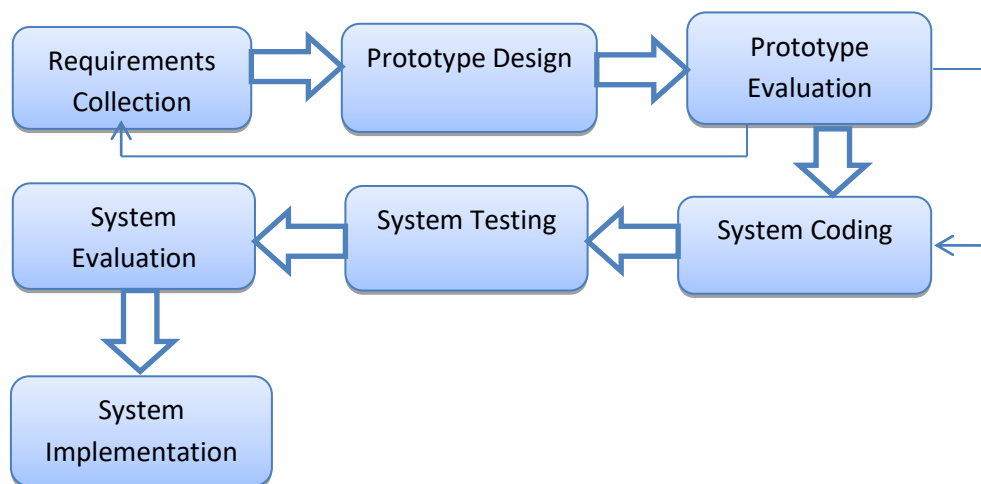 Requirements
Collection
Prototype Design
Prototype
Evaluation
System
Evaluation
System Testing
System Coding
System
Implementation